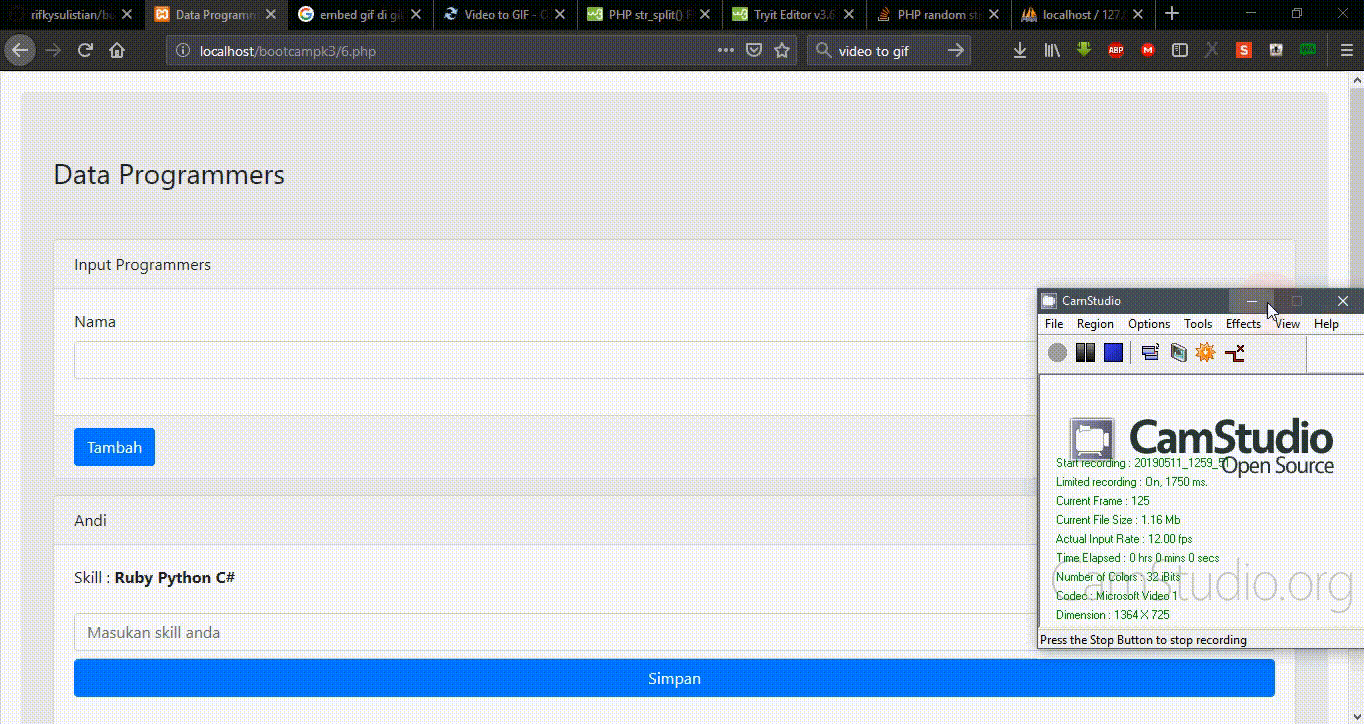 rifkysulistian/bo
Data Programm
embed gif di gi
Video to GIF - C
PHP str_split() F
Tryit Editor v3.6
PHP random st
localhost / 127.
localhost/bootcampk3/6.php
video to gif
Data Programmers
Input Programmers
Nama
Tambah
Andi
Skill : Ruby Python C#
Masukan skill anda
Simpan
CamStudio
File Region Options Tools Effects View Help
CamStudio
Open Source
Start recording : 20190511_1259_51
Limited recording : On, 1750 ms.
Current Frame : 125
Current File Size : 1.16 Mb
Actual Input Rate : 12.00 fps
Time Elapsed : 0 hrs 0 mins 0 secs
CamStudio.org
Number of Colors : 32 iBits
Codec : Microsoft Video 1
Dimension : 1364 X 725
Press the Stop Button to stop recording